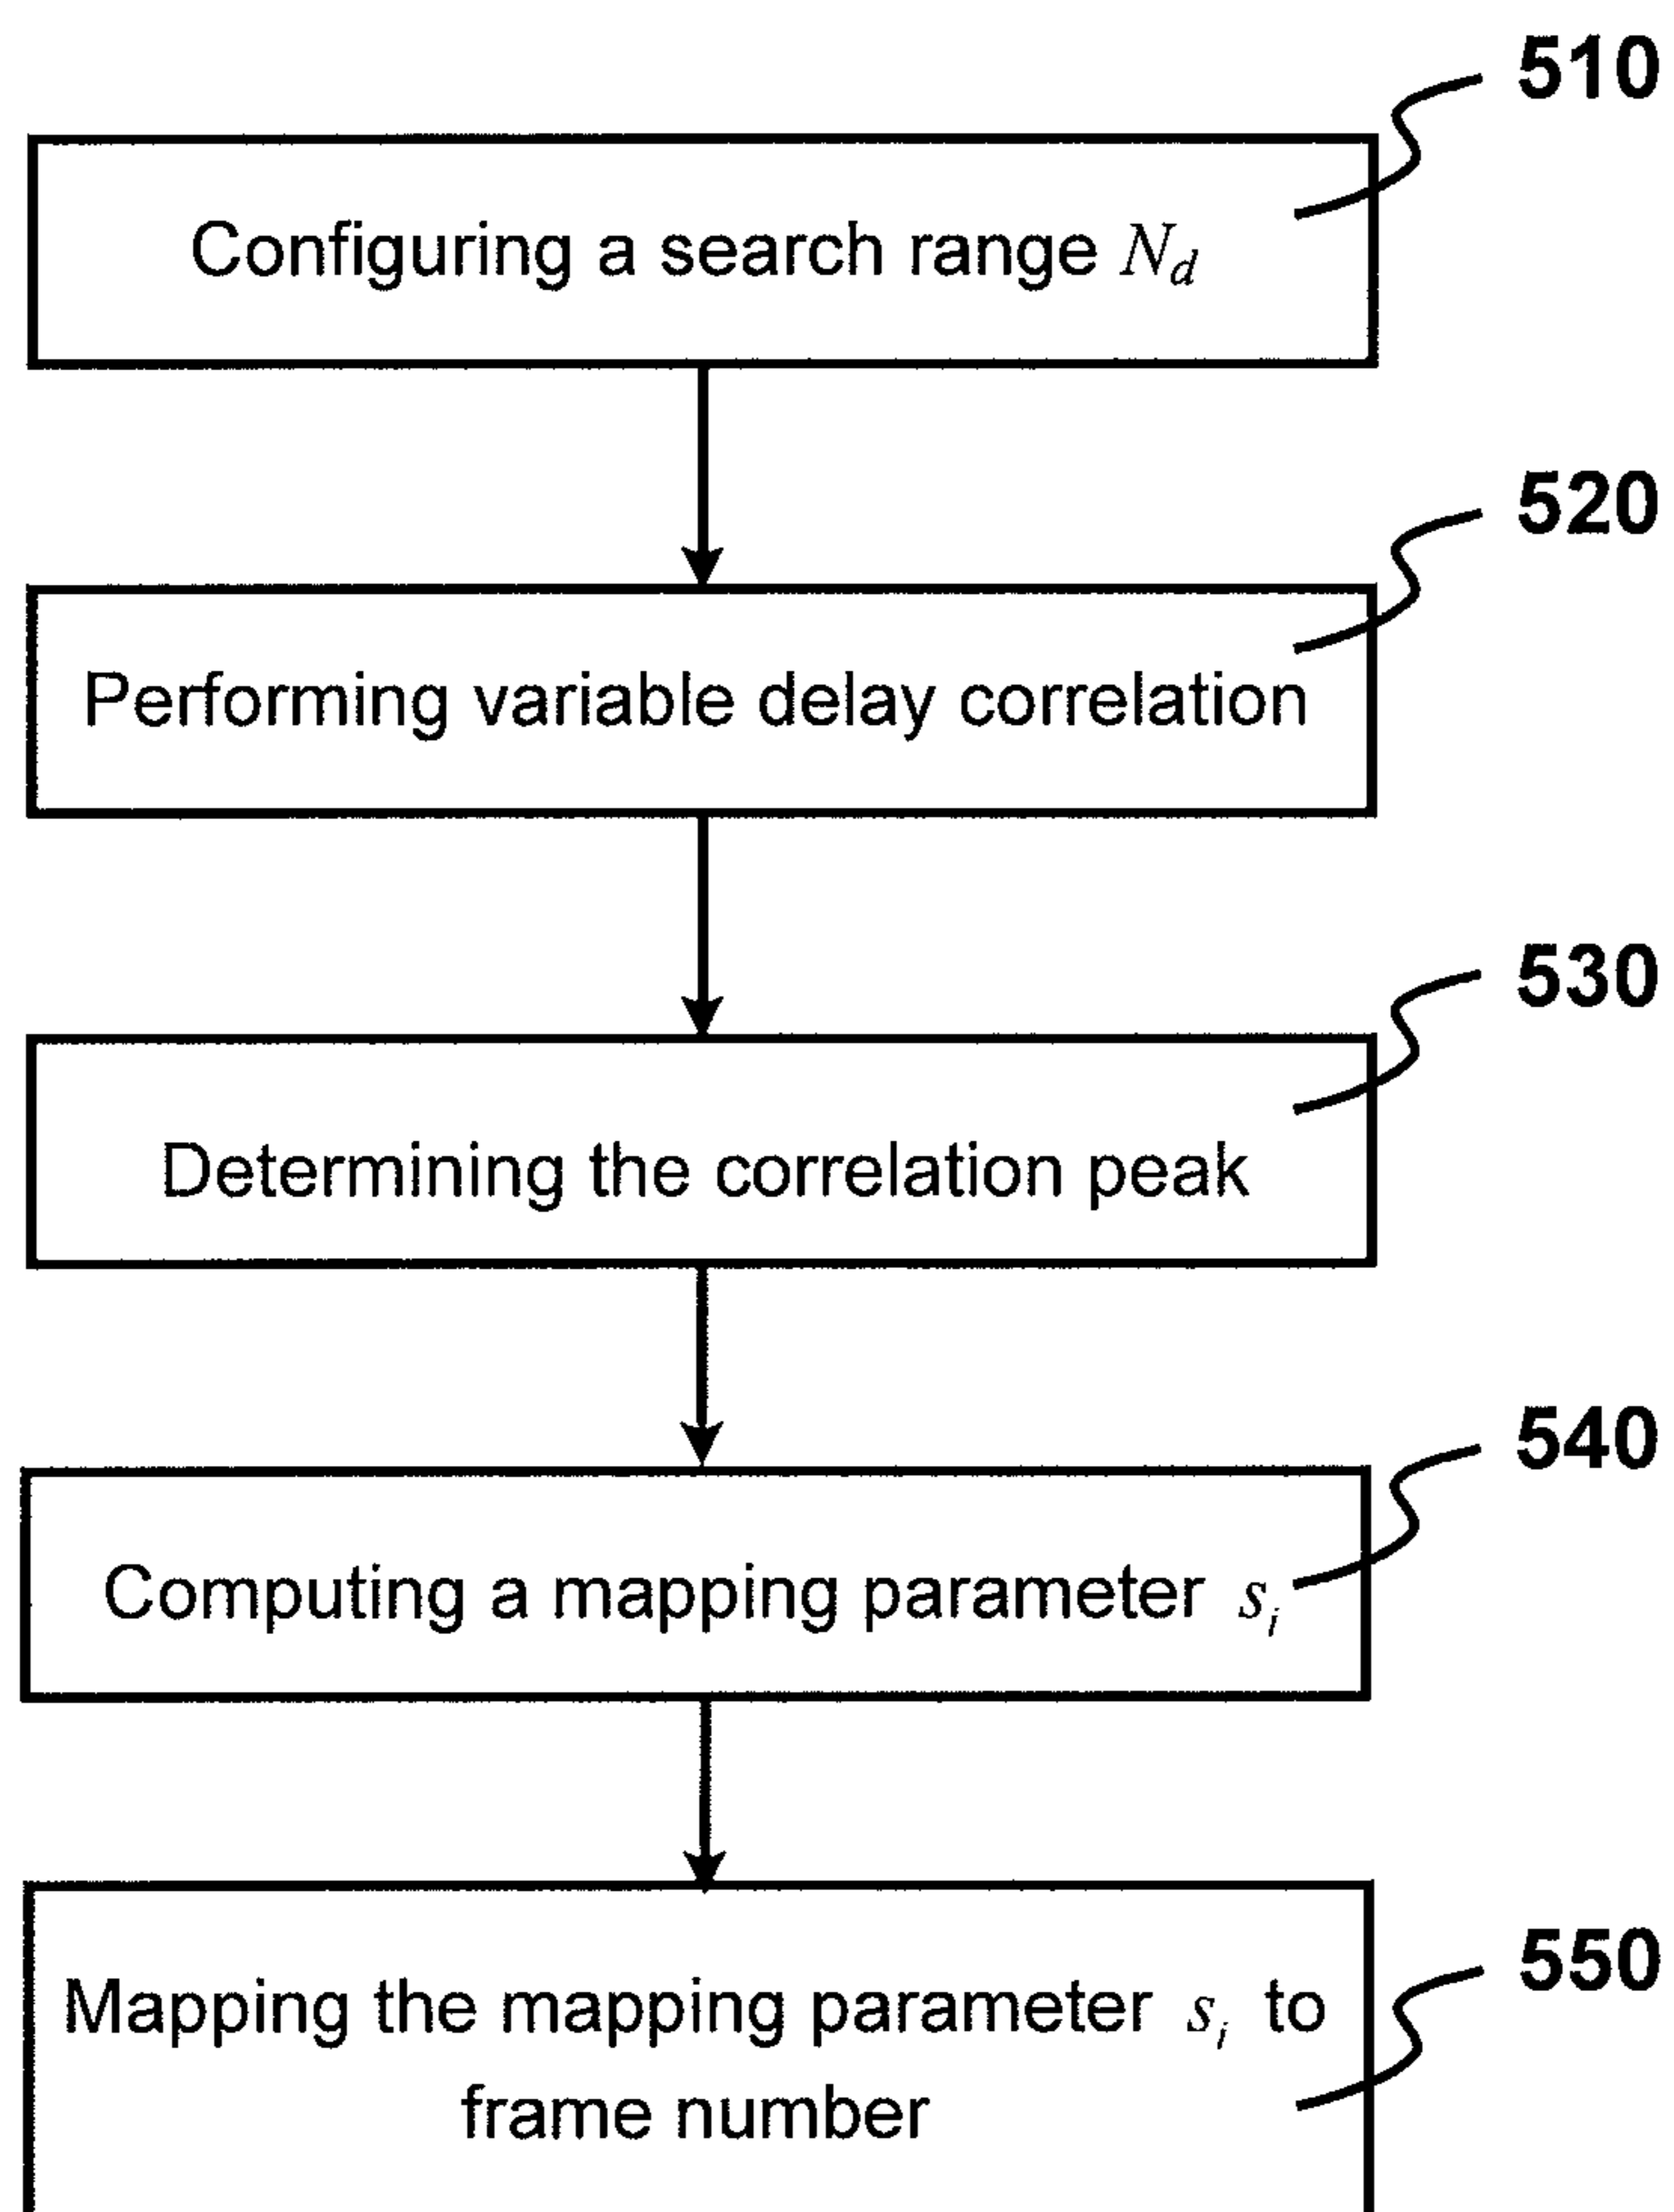 510
Configuring a search range N_d
520
Performing variable delay correlation
530
Determining the correlation peak
540
Computing a mapping parameter s_i
550
Mapping the mapping parameter s_i to
frame number